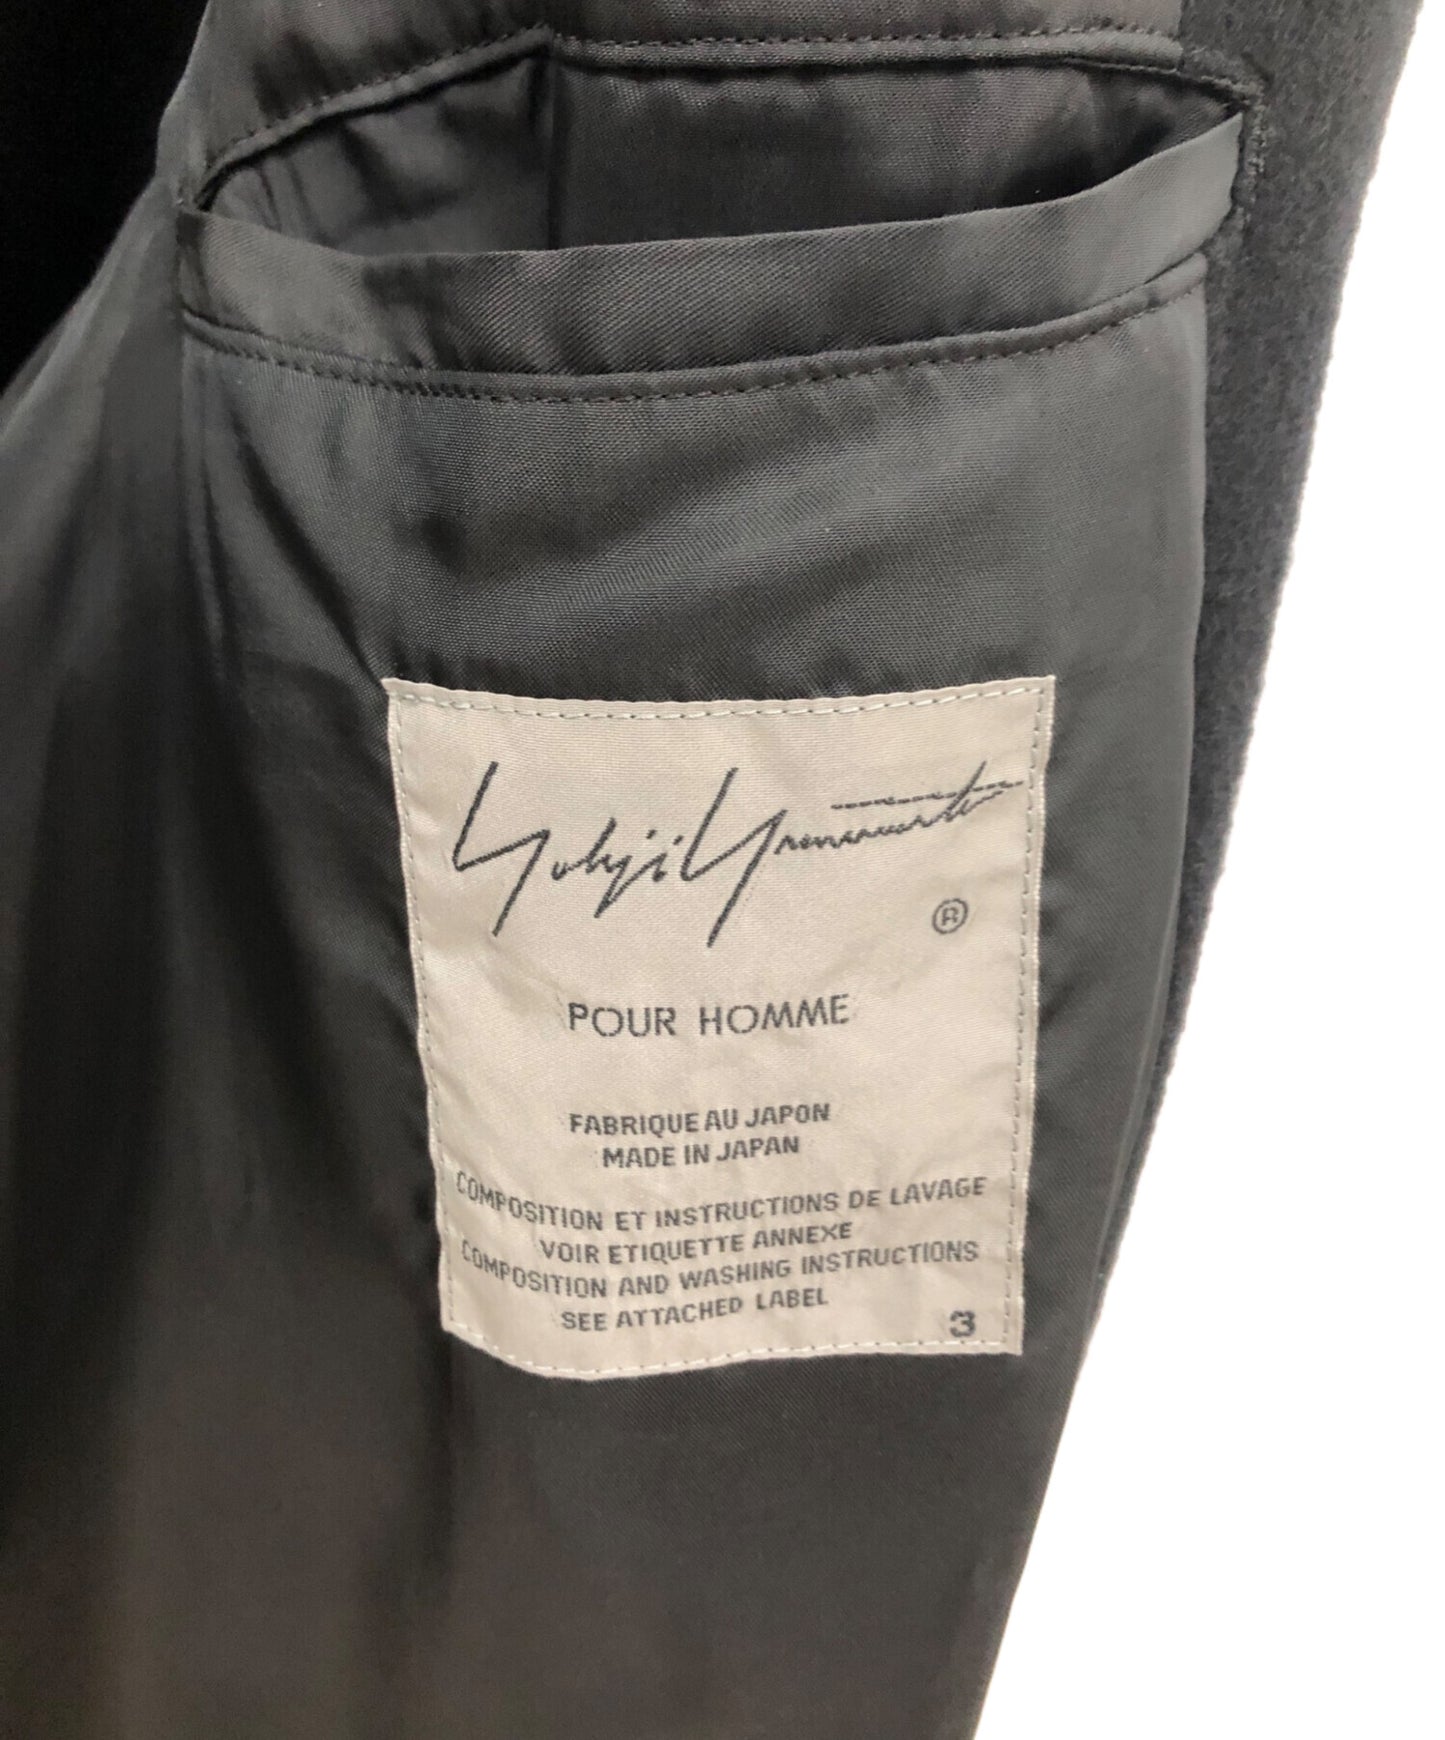 Yohji Yamamoto
®
POUR HOMME
FABRIQUE AU JAPON
MADE IN JAPAN
COMPOSITION ET INSTRUCTIONS DE LAVAGE
VOIR ETIQUETTE ANNEXE
COMPOSITION AND WASHING INSTRUCTIONS
SEE ATTACHED LABEL
3